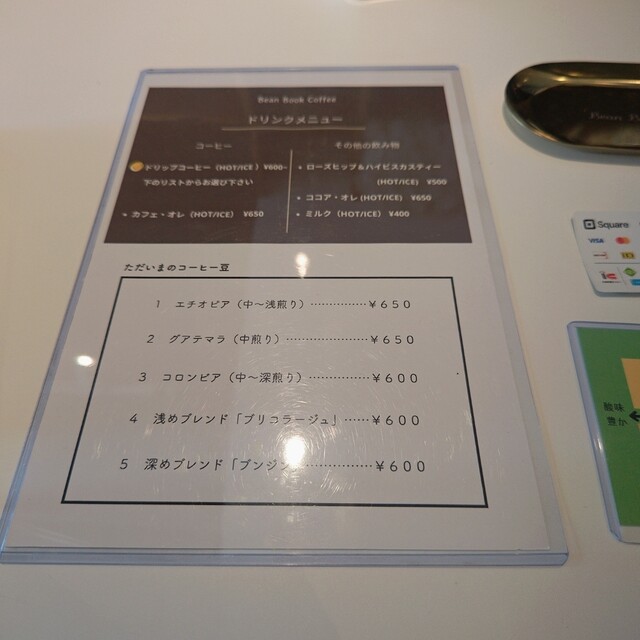 Bean Book Coffee
ドリンクメニュー
コーヒー
ドリップコーヒー（HOT/ICE）¥600~
下のリストからお選び下さい
• カフェ・オレ（HOT/ICE） ¥650
その他の飲み物
• ローズヒップ&ハイビスカスティー
(HOT/ICE) ¥500
• ココア・オレ(HOT/ICE) ¥650
• ミルク（HOT/ICE）¥400
ただいまのコーヒー豆
1 エチオピア（中〜浅煎り）……………¥650
2 グアテマラ（中煎り）………………¥650
3 コロンビア（中〜深煎り）…………¥600
4 浅めブレンド「ブリコラージュ」……¥600
5 深めブレンド「ブンジン………………¥600
Bean
Square
VISA
酸味
豊か